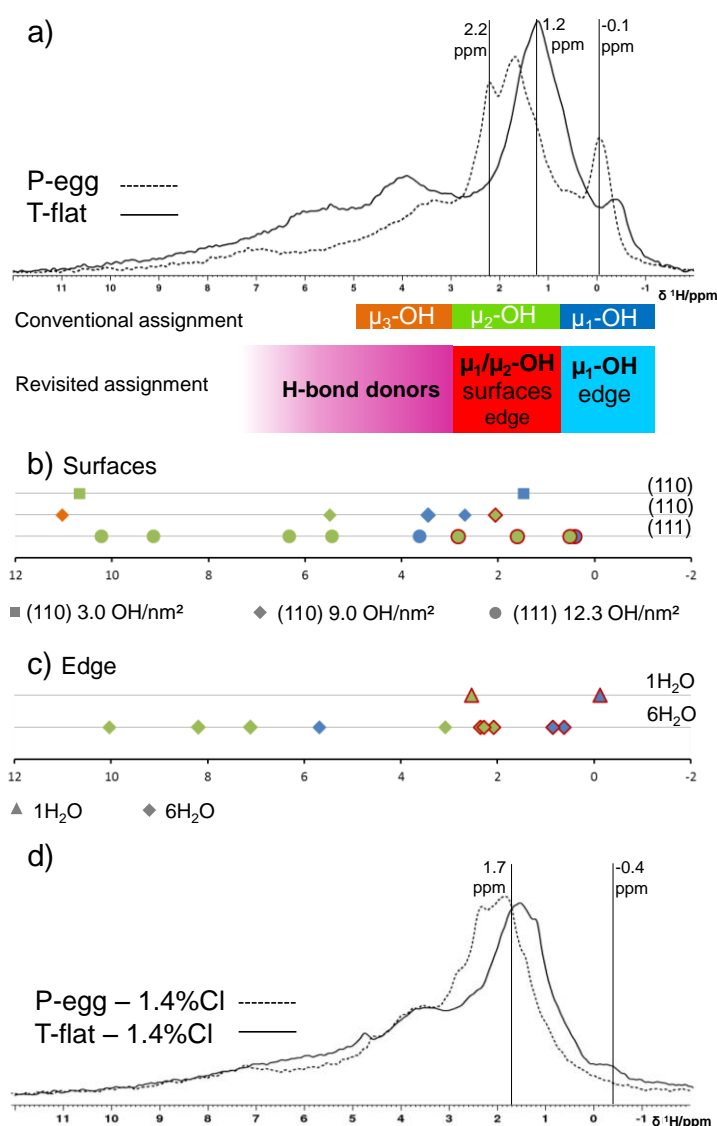 a)
2.2 ppm
1.2 ppm
-0.1 ppm
P-egg ----------
T-flat
11 10 9 8 7 6 5 4 3 2 1 0 -1
δ ¹H/ppm
Conventional assignment
µ₃-OH
µ₂-OH
µ₁-OH
Revisited assignment
H-bond donors
µ₁/µ₂-OH
surfaces
edge
µ₁-OH
edge
b) Surfaces
(110)
(110)
(111)
12 10 8 6 4 2 0 -2
(110) 3.0 OH/nm²
(110) 9.0 OH/nm²
(111) 12.3 OH/nm²
c) Edge
1H₂O
6H₂O
12 10 8 6 4 2 0 -2
1H₂O
6H₂O
d)
1.7 ppm
-0.4 ppm
P-egg – 1.4%Cl ----------
T-flat – 1.4%Cl
11 10 9 8 7 6 5 4 3 2 1 0 -1
δ ¹H/ppm